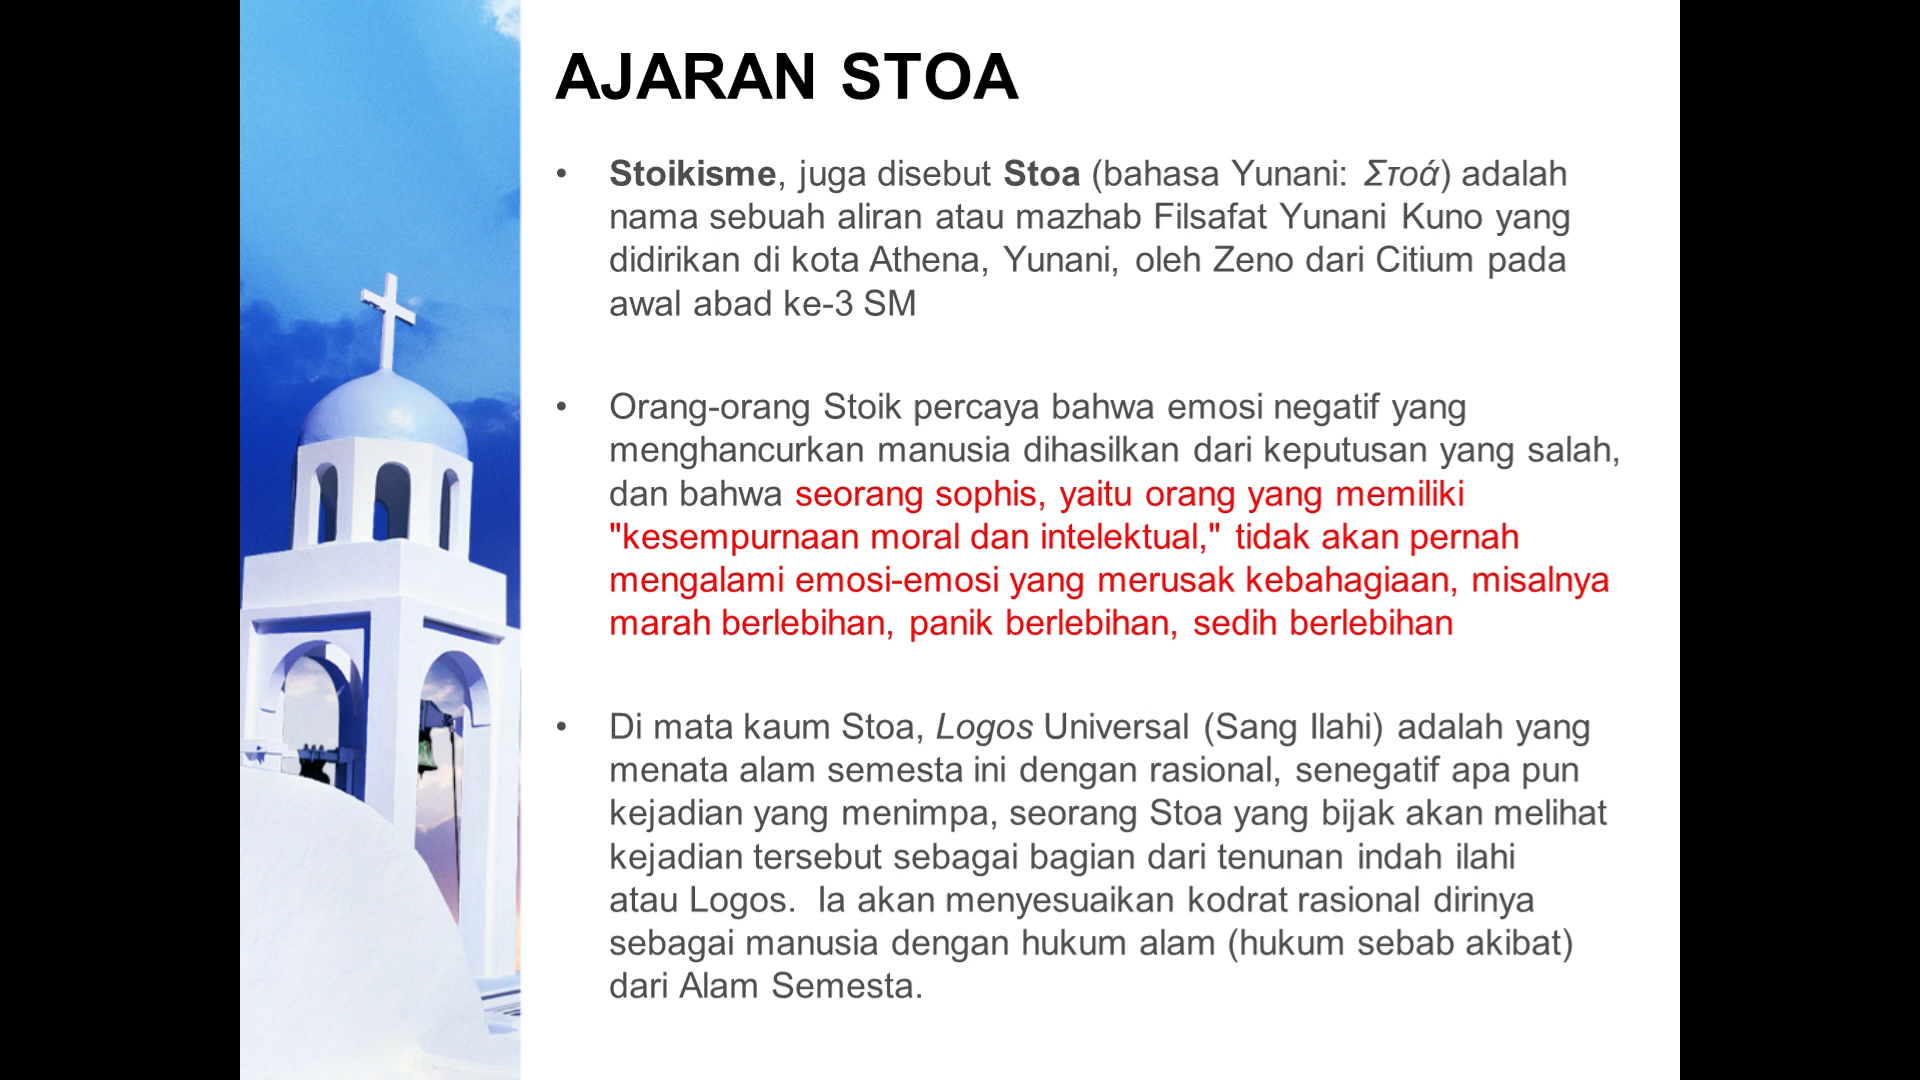 AJARAN STOA
• Stoikisme, juga disebut Stoa (bahasa Yunani: Στοά) adalah
nama sebuah aliran atau mazhab Filsafat Yunani Kuno yang
didirikan di kota Athena, Yunani, oleh Zeno dari Citium pada
awal abad ke-3 SM
• Orang-orang Stoik percaya bahwa emosi negatif yang
menghancurkan manusia dihasilkan dari keputusan yang salah,
dan bahwa seorang sophis, yaitu orang yang memiliki
"kesempurnaan moral dan intelektual," tidak akan pernah
mengalami emosi-emosi yang merusak kebahagiaan, misalnya
marah berlebihan, panik berlebihan, sedih berlebihan
• Di mata kaum Stoa, Logos Universal (Sang Ilahi) adalah yang
menata alam semesta ini dengan rasional, senegatif apa pun
kejadian yang menimpa, seorang Stoa yang bijak akan melihat
kejadian tersebut sebagai bagian dari tenunan indah ilahi
atau Logos.  Ia akan menyesuaikan kodrat rasional dirinya
sebagai manusia dengan hukum alam (hukum sebab akibat)
dari Alam Semesta.